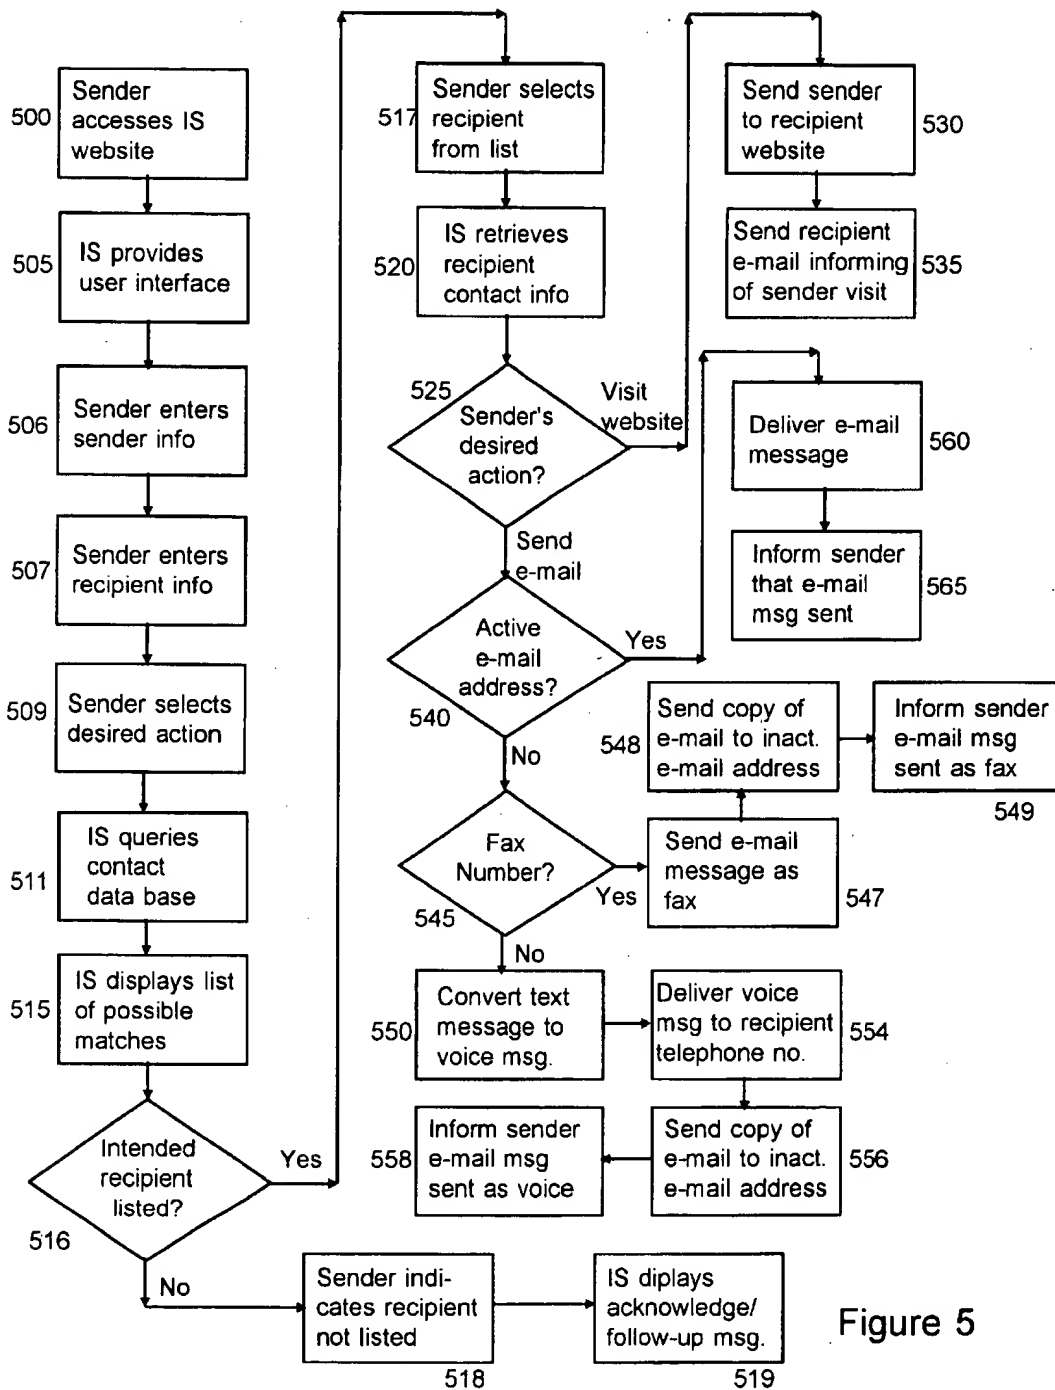 500
Sender
accesses IS
website
505
IS provides
user interface
506
Sender enters
sender info
507
Sender enters
recipient info
509
Sender selects
desired action
511
IS queries
contact
data base
515
IS displays list
of possible
matches
Intended
recipient
listed?
516
Yes
No
Sender indi-
cates recipient
not listed
518
IS diplays
acknowledge/
follow-up msg.
519
517
Sender selects
recipient
from list
520
IS retrieves
recipient
contact info
525
Sender's
desired
action?
Visit
website
Send
e-mail
Send sender
to recipient
website
530
Send recipient
e-mail informing
of sender visit
535
Active
e-mail
address?
540
Yes
No
Deliver e-mail
message
560
Inform sender
that e-mail
msg sent
565
Fax
Number?
545
Yes
No
Send e-mail
message as
fax
547
548
Send copy of
e-mail to inact.
e-mail address
Inform sender
e-mail msg
sent as fax
549
550
Convert text
message to
voice msg.
Deliver voice
msg to recipient
telephone no.
554
Send copy of
e-mail to inact.
e-mail address
556
558
Inform sender
e-mail msg
sent as voice
Figure 5